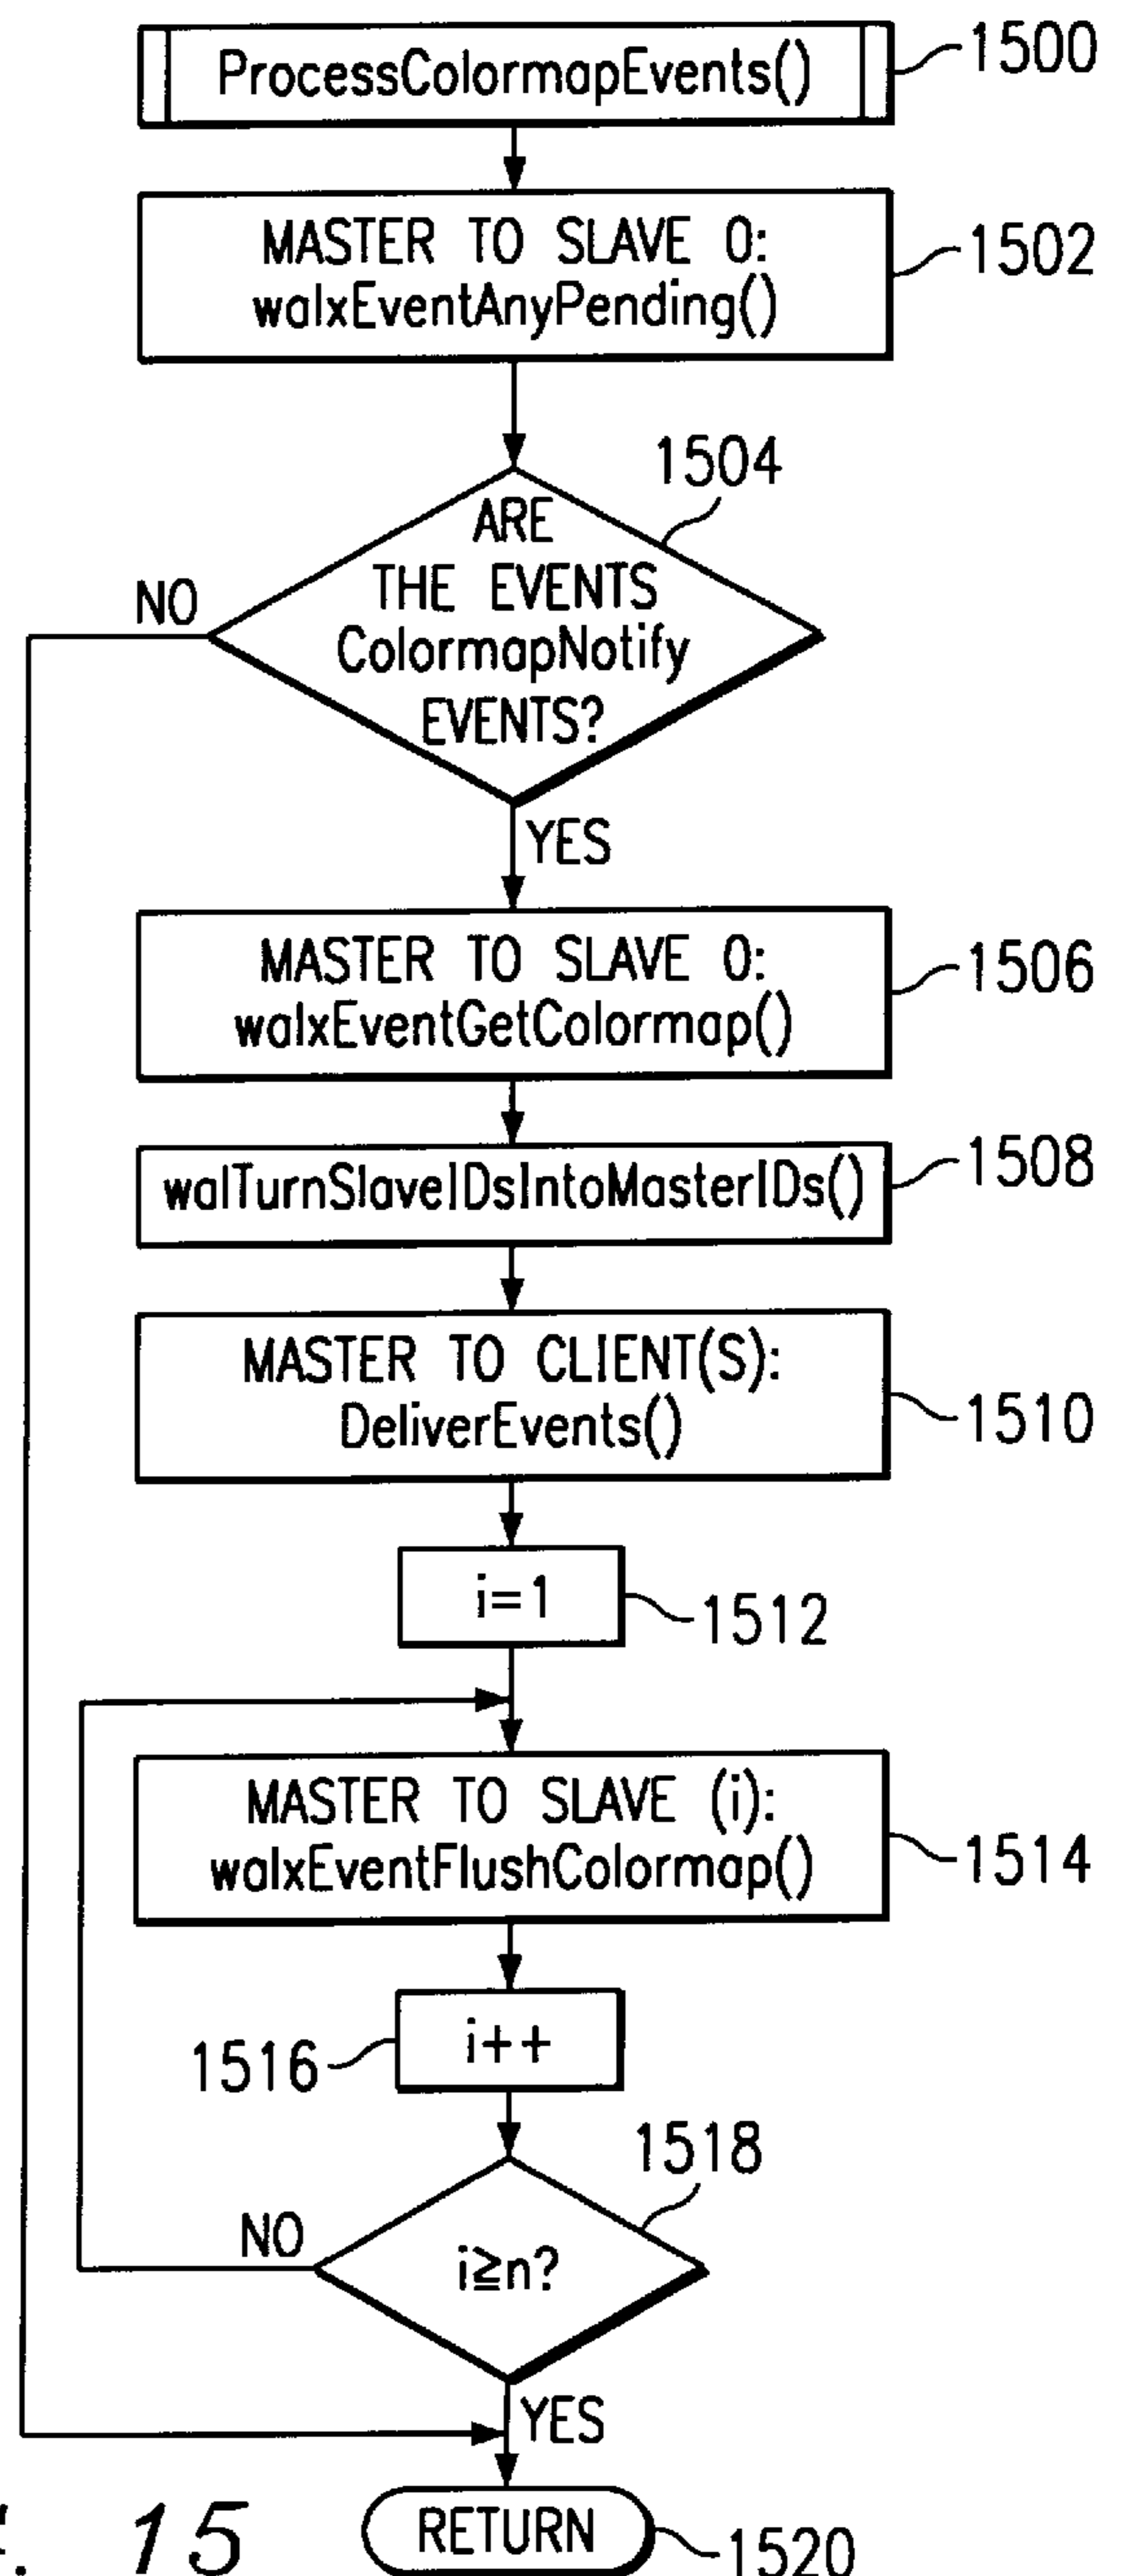 ProcessColormapEvents()
1500
MASTER TO SLAVE 0:
walxEventAnyPending()
1502
1504
ARE
THE EVENTS
ColormapNotify
EVENTS?
NO
YES
MASTER TO SLAVE 0:
walxEventGetColormap()
1506
walTurnSlaveIDsIntoMasterIDs()
1508
MASTER TO CLIENT(S):
DeliverEvents()
1510
i=1
1512
MASTER TO SLAVE (i):
walxEventFlushColormap()
1514
i++
1516
1518
i≧n?
NO
YES
RETURN
1520
15